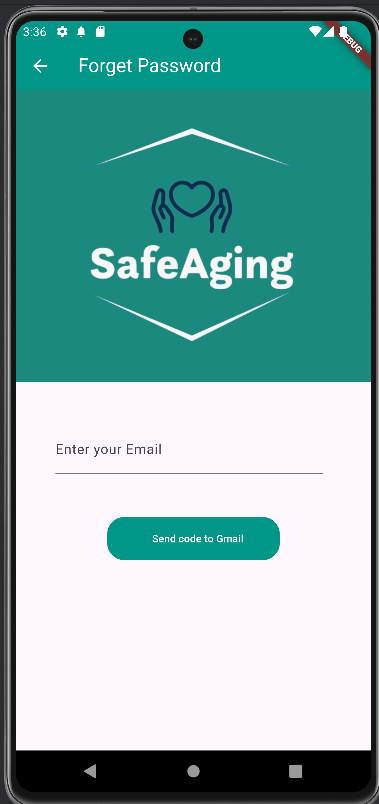 3:36
DEBUG
Forget Password
SafeAging
Enter your Email
Send code to Gmail